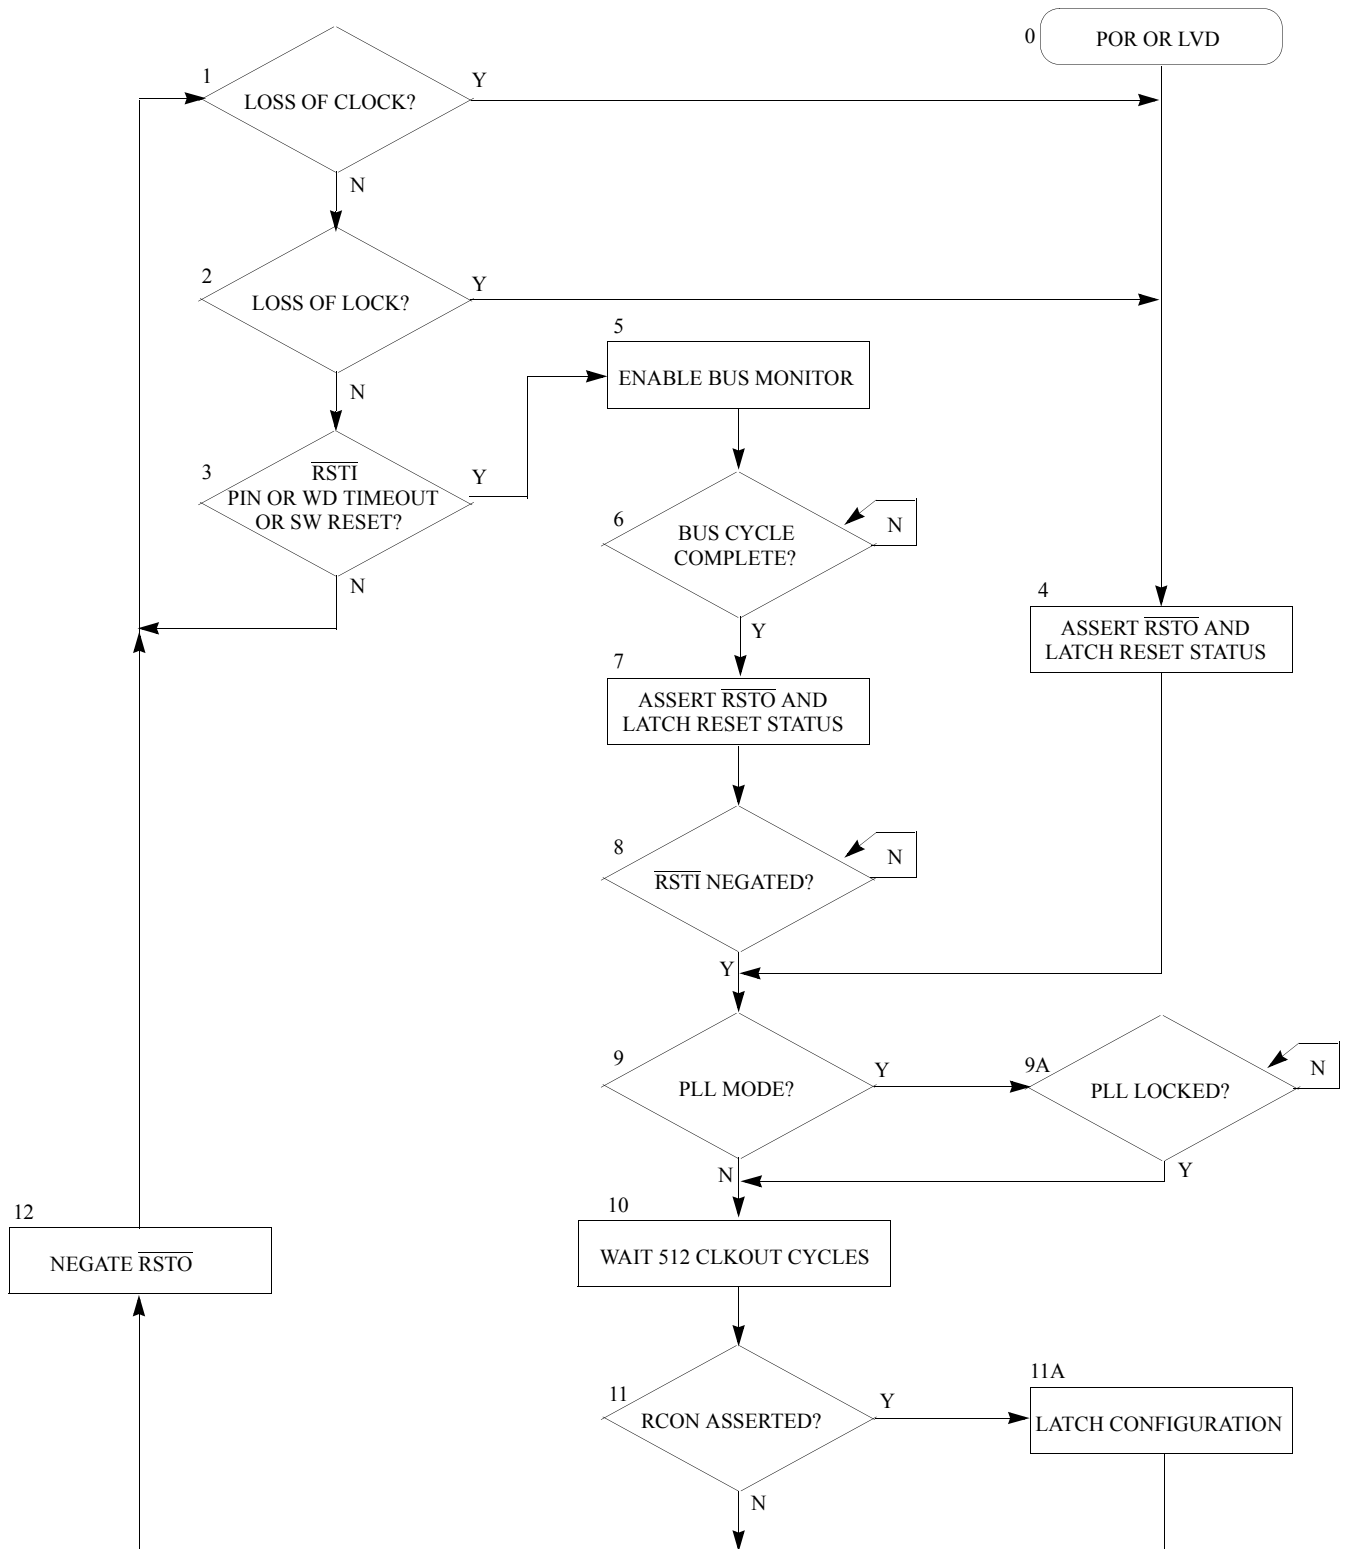 0
POR OR LVD
1
LOSS OF CLOCK?
Y
N
2
LOSS OF LOCK?
Y
N
3
RSTI
PIN OR WD TIMEOUT
OR SW RESET?
Y
N
5
ENABLE BUS MONITOR
6
BUS CYCLE
COMPLETE?
N
Y
4
ASSERT RSTO AND
LATCH RESET STATUS
7
ASSERT RSTO AND
LATCH RESET STATUS
8
RSTI NEGATED?
N
Y
9
PLL MODE?
Y
N
9A
PLL LOCKED?
N
Y
10
WAIT 512 CLKOUT CYCLES
11
RCON ASSERTED?
Y
N
11A
LATCH CONFIGURATION
12
NEGATE RSTO